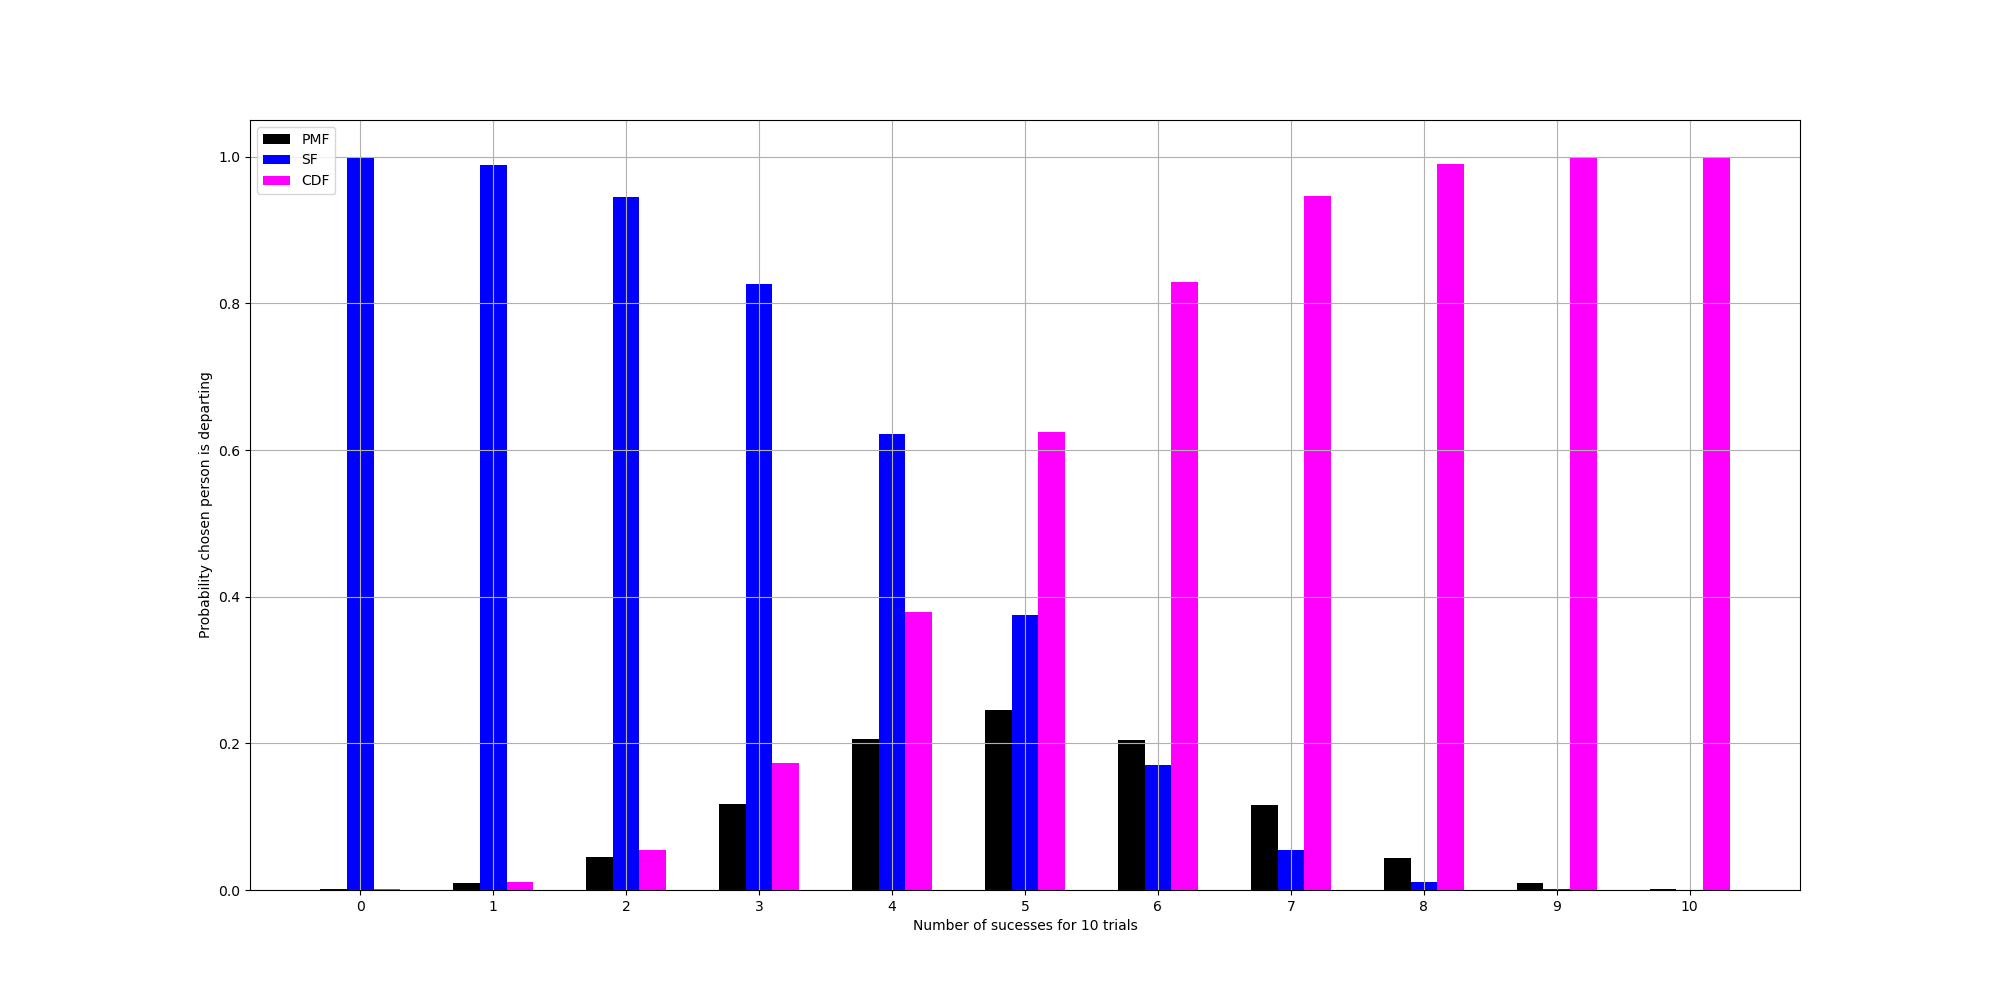 PMF
SF
CDF
1.0
0.8
0.6
0.4
0.2
0.0
Probability chosen person is departing
0 1 2 3 4 5 6 7 8 9 10
Number of sucesses for 10 trials